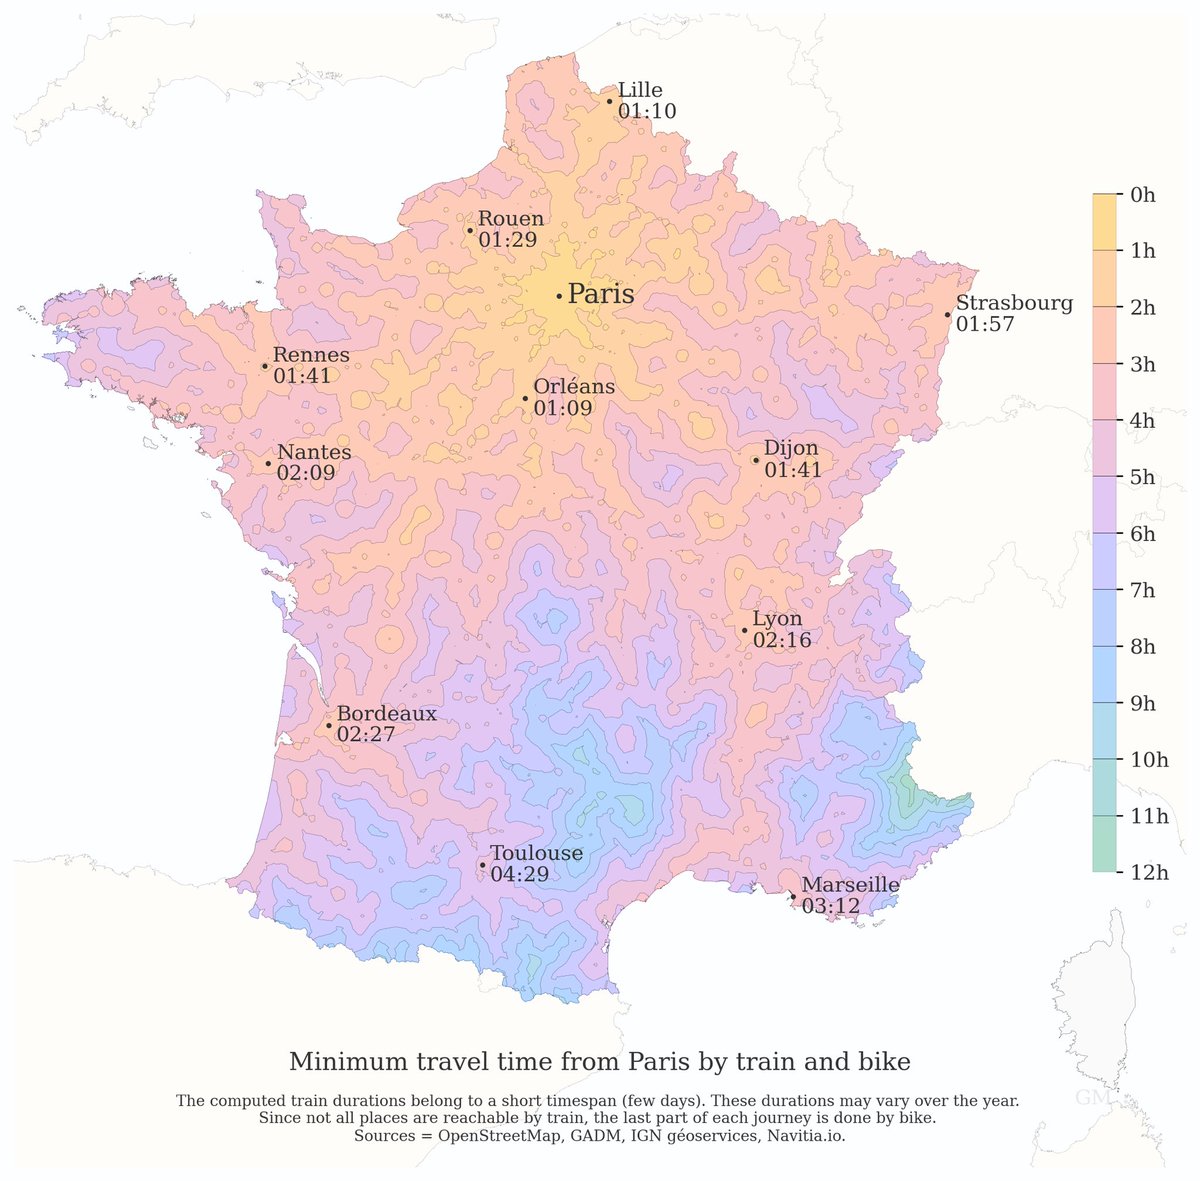 Lille
01:10
Rouen
01:29
Paris
Strasbourg
01:57
Rennes
01:41
Orléans
01:09
Nantes
02:09
Dijon
01:41
Lyon
02:16
Bordeaux
02:27
Toulouse
04:29
Marseille
03:12
0h
1h
2h
3h
4h
5h
6h
7h
8h
9h
10h
11h
12h
GM
Minimum travel time from Paris by train and bike
The computed train durations belong to a short timespan (few days). These durations may vary over the year.
Since not all places are reachable by train, the last part of each journey is done by bike.
Sources = OpenStreetMap, GADM, IGN géoservices, Navitia.io.